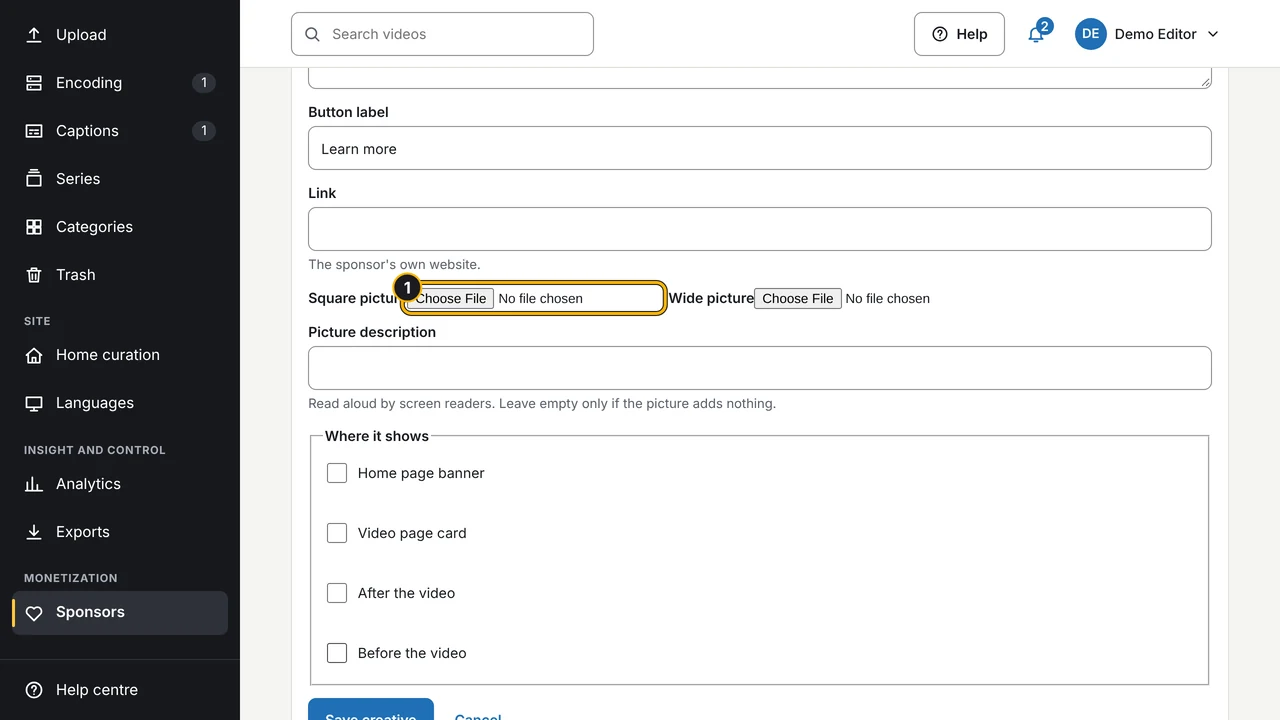 Upload
Encoding 1
Captions 1
Series
Categories
Trash
SITE
Home curation
Languages
INSIGHT AND CONTROL
Analytics
Exports
MONETIZATION
Sponsors
Help centre
Search videos
Help
2
DE Demo Editor
Button label
Learn more
Link
The sponsor's own website.
Square pictur 1 Choose File No file chosen Wide picture Choose File No file chosen
Picture description
Read aloud by screen readers. Leave empty only if the picture adds nothing.
Where it shows
Home page banner
Video page card
After the video
Before the video
Save creative Cancel